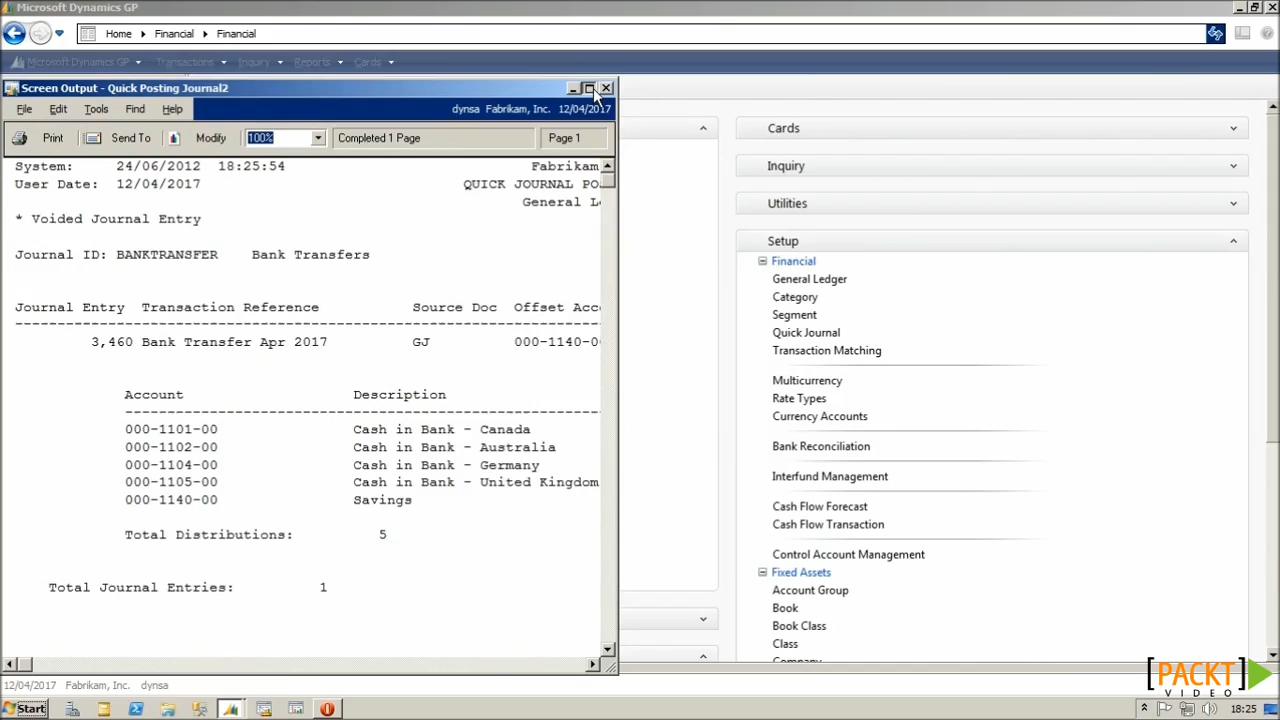 Microsoft Dynamics GP
Home Financial Financial
Microsoft Dynamics GP Transactions Inquiry Reports Cards
Screen Output - Quick Posting Journal2
File Edit Tools Find Help dynsa Fabrikam, Inc. 12/04/2017
Print Send To Modify 100% Completed 1 Page Page 1
System: 24/06/2012 18:25:54 Fabrikam
User Date: 12/04/2017 QUICK JOURNAL PO
General L
* Voided Journal Entry
Journal ID: BANKTRANSFER Bank Transfers
Journal Entry Transaction Reference Source Doc Offset Acc
3,460 Bank Transfer Apr 2017 GJ 000-1140-0
Account Description
000-1101-00 Cash in Bank - Canada
000-1102-00 Cash in Bank - Australia
000-1104-00 Cash in Bank - Germany
000-1105-00 Cash in Bank - United Kingdom
000-1140-00 Savings
Total Distributions: 5
Total Journal Entries: 1
Cards
Inquiry
Utilities
Setup
Financial
General Ledger
Category
Segment
Quick Journal
Transaction Matching
Multicurrency
Rate Types
Currency Accounts
Bank Reconciliation
Interfund Management
Cash Flow Forecast
Cash Flow Transaction
Control Account Management
Fixed Assets
Account Group
Book
Book Class
Class
Company
12/04/2017 Fabrikam, Inc. dynsa
[PACKT]
VIDEO
Start 18:25